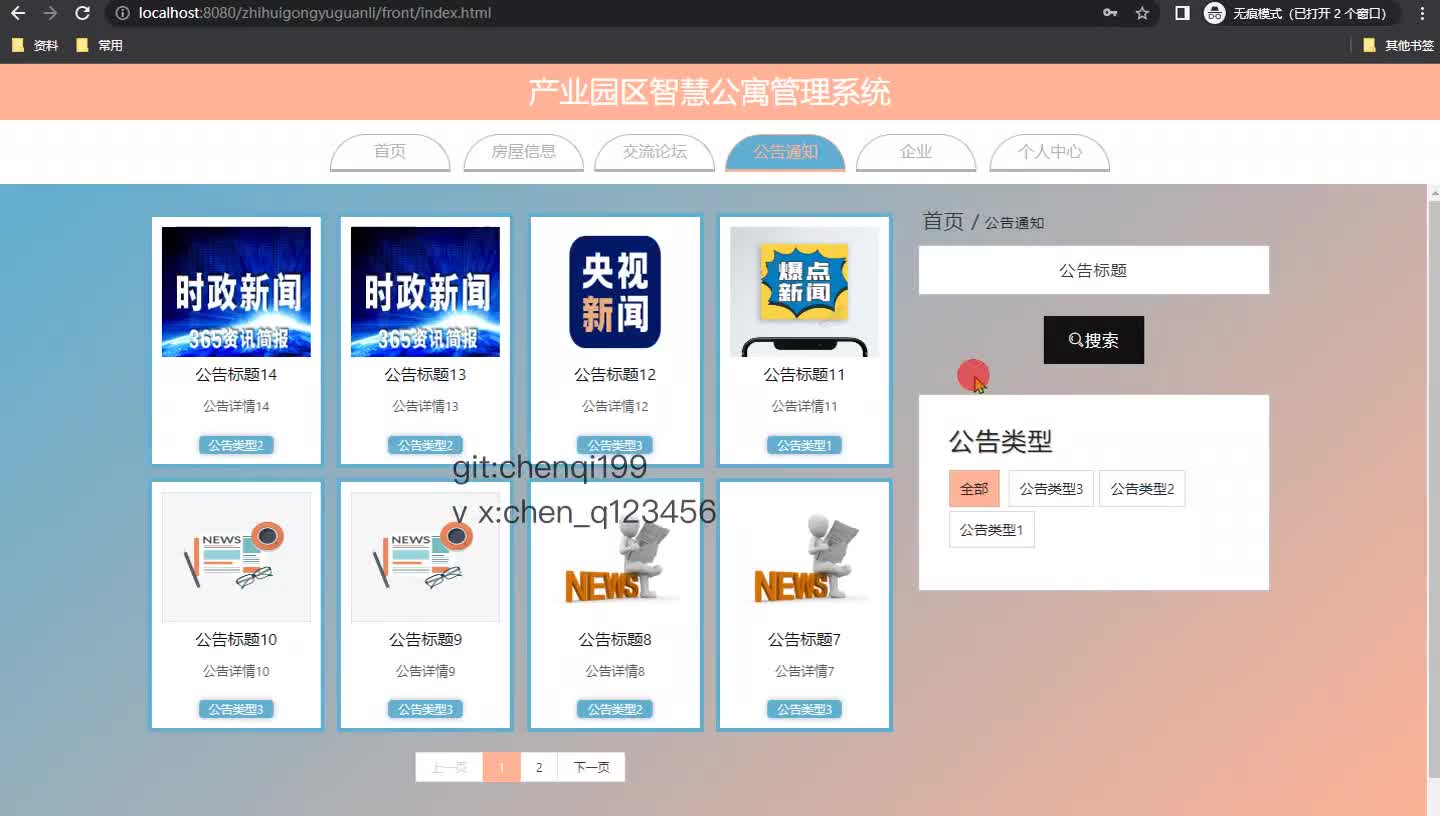 localhost:8080/zhihuigongyuguanli/front/index.html
无痕模式（已打开 2 个窗口）
资料
常用
其他书签
产业园区智慧公寓管理系统
首页
房屋信息
交流论坛
公告通知
企业
个人中心
首页 / 公告通知
公告标题
搜索
公告类型
全部
公告类型3
公告类型2
公告类型1
时政新闻
365资讯简报
公告标题14
公告详情14
公告类型2
时政新闻
365资讯简报
公告标题13
公告详情13
公告类型2
央视
新闻
公告标题12
公告详情12
公告类型3
爆点
新闻
公告标题11
公告详情11
公告类型1
git:chenqi199
v x:chen_q123456
NEWS
公告标题10
公告详情10
公告类型3
NEWS
公告标题9
公告详情9
公告类型3
NEWS
公告标题8
公告详情8
公告类型2
NEWS
公告标题7
公告详情7
公告类型3
上一页
1
2
下一页